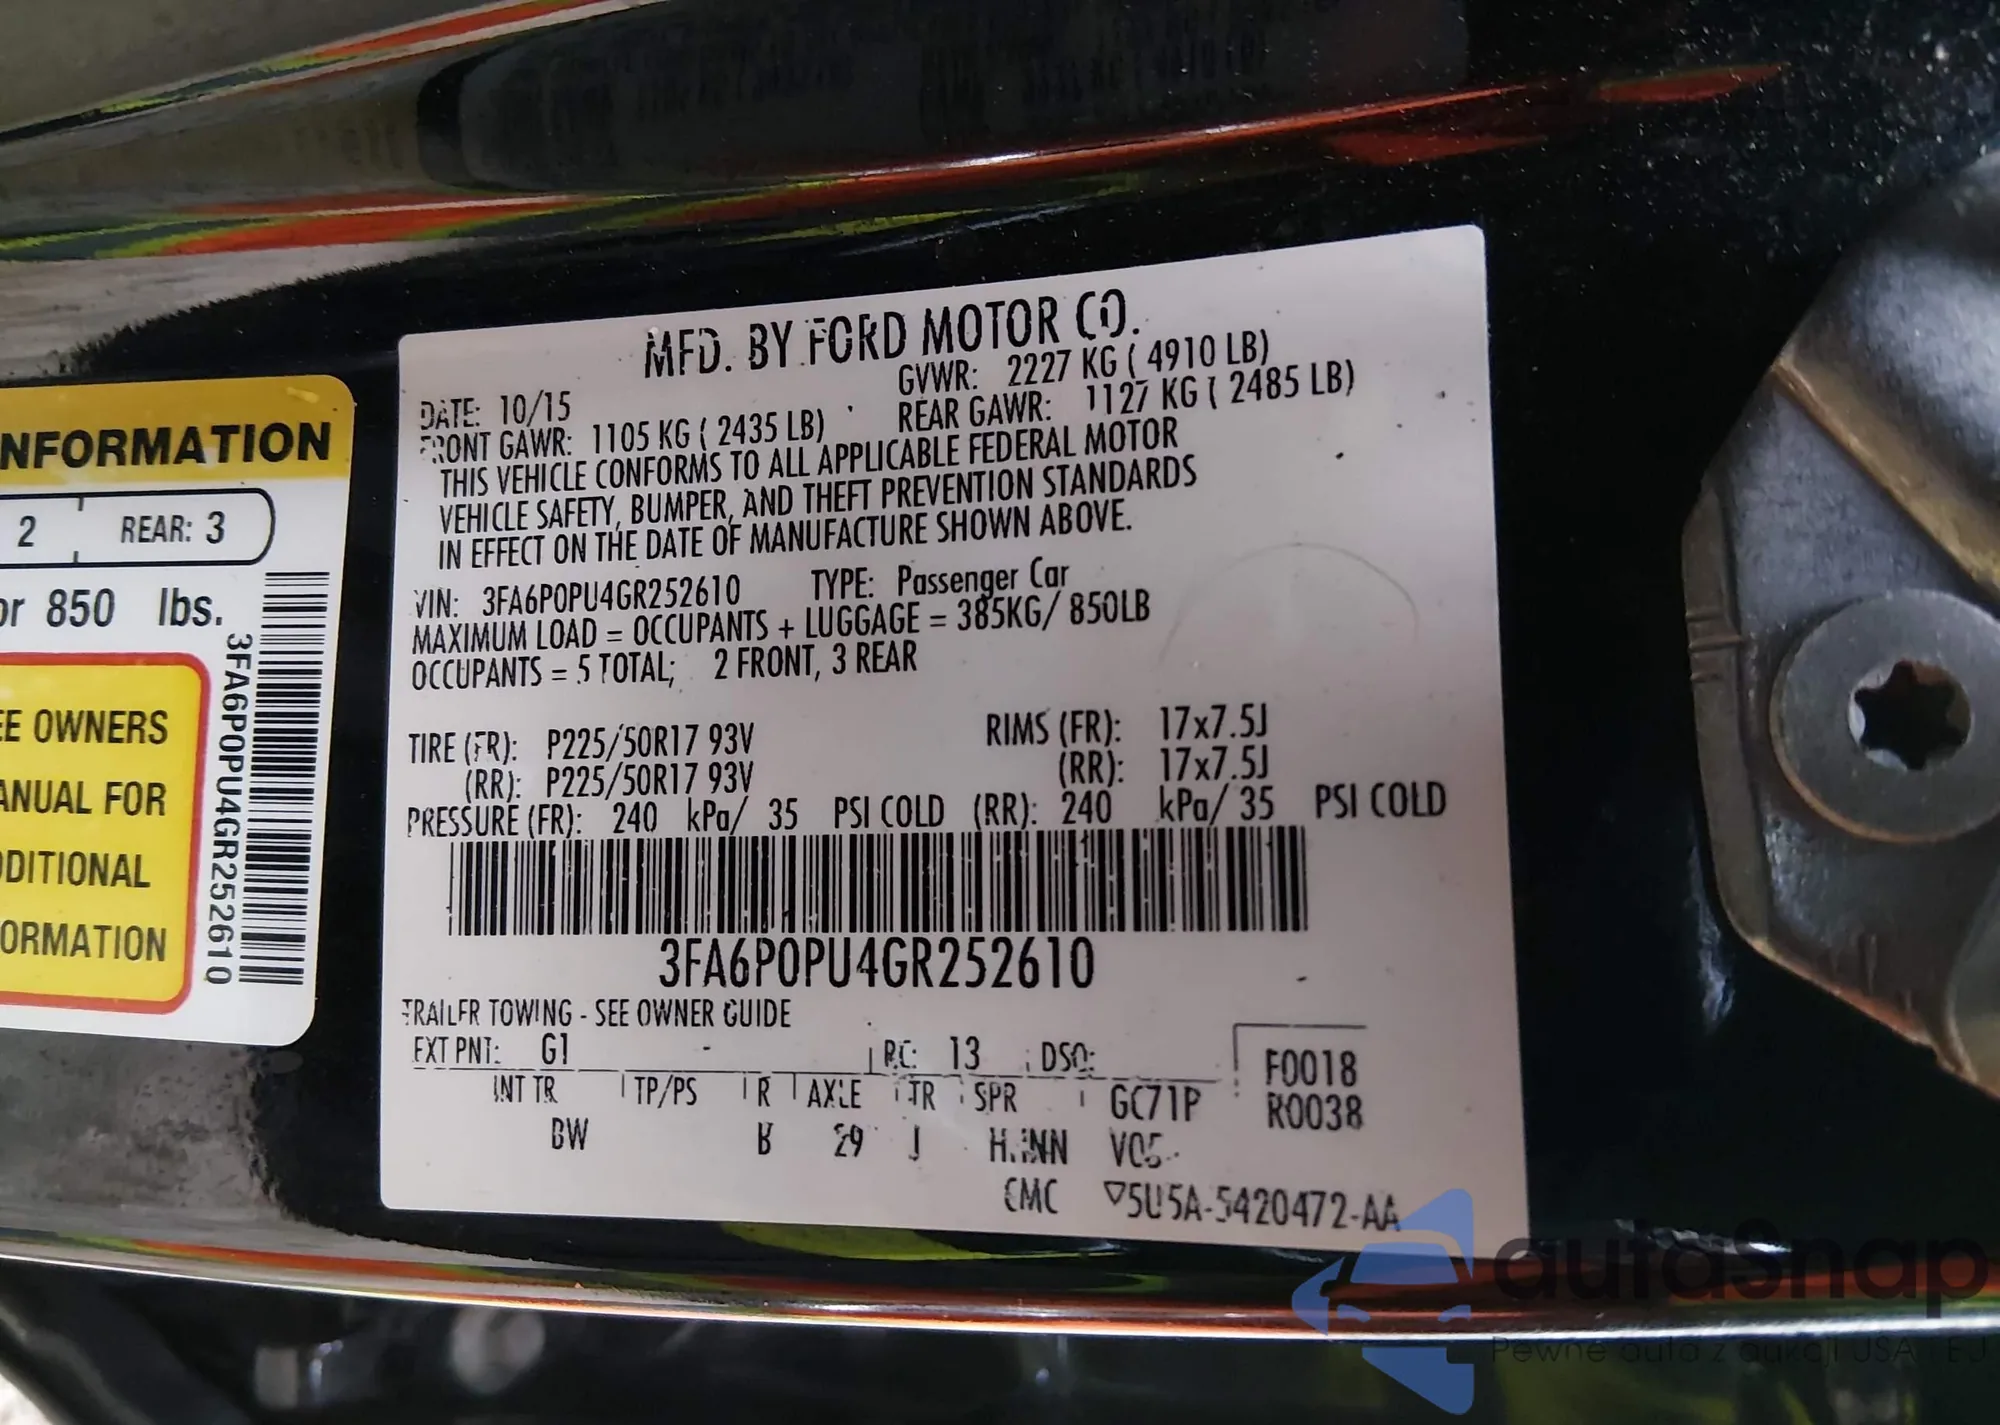 NFORMATION
2 REAR: 3
or 850 lbs.
EE OWNERS
ANUAL FOR
DDITIONAL
ORMATION
3FA6P0PU4GR252610
MFD. BY FORD MOTOR CO.
DATE: 10/15 GVWR: 2227 KG ( 4910 LB)
FRONT GAWR: 1105 KG ( 2435 LB) REAR GAWR: 1127 KG ( 2485 LB)
THIS VEHICLE CONFORMS TO ALL APPLICABLE FEDERAL MOTOR
VEHICLE SAFETY, BUMPER, AND THEFT PREVENTION STANDARDS
IN EFFECT ON THE DATE OF MANUFACTURE SHOWN ABOVE.
VIN: 3FA6P0PU4GR252610 TYPE: Passenger Car
MAXIMUM LOAD = OCCUPANTS + LUGGAGE = 385KG/ 850LB
OCCUPANTS = 5 TOTAL; 2 FRONT, 3 REAR
TIRE (FR): P225/50R17 93V RIMS (FR): 17x7.5J
(RR): P225/50R17 93V (RR): 17x7.5J
PRESSURE (FR): 240 kPa/ 35 PSI COLD (RR): 240 kPa/ 35 PSI COLD
3FA6P0PU4GR252610
TRAILER TOWING - SEE OWNER GUIDE
EXT PNT: G1 RC: 13 DSO: F0018
INT TR TP/PS R AXLE TR SPR GC71P R0038
BW 29 J
CMC ▽5U5A-5420472-AA
autosnap
Pewne auta z aukcji USA i EU